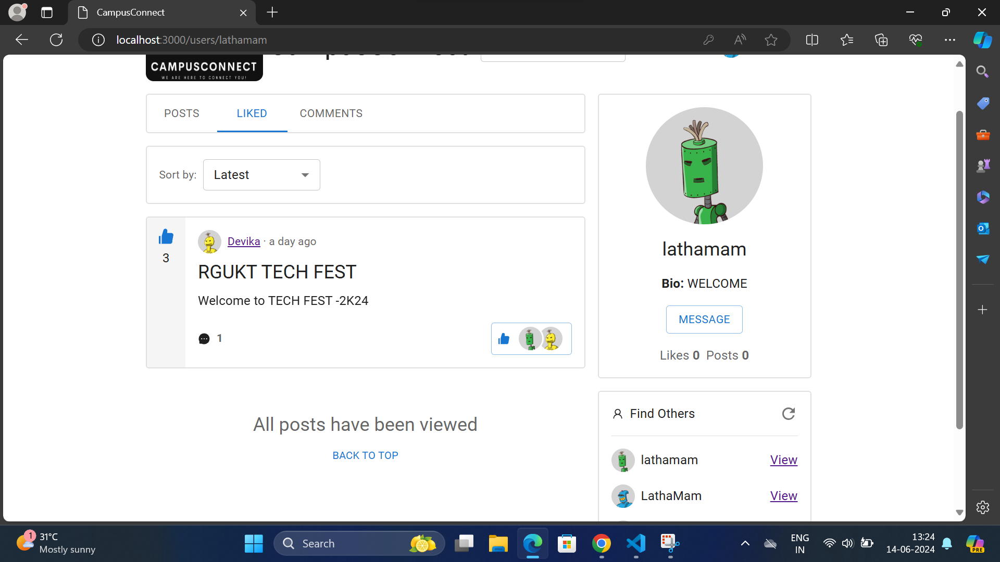 CampusConnect
localhost:3000/users/lathamam
CAMPUSCONNECT
WE ARE HERE TO CONNECT YOU!
POSTS LIKED COMMENTS
Sort by: Latest
3
Devika · a day ago
RGUKT TECH FEST
Welcome to TECH FEST -2K24
1
All posts have been viewed
BACK TO TOP
lathamam
Bio: WELCOME
MESSAGE
Likes 0 Posts 0
Find Others
lathamam View
LathaMam View
1
31°C
Mostly sunny
Search
ENG
IN
13:24
14-06-2024
PRE